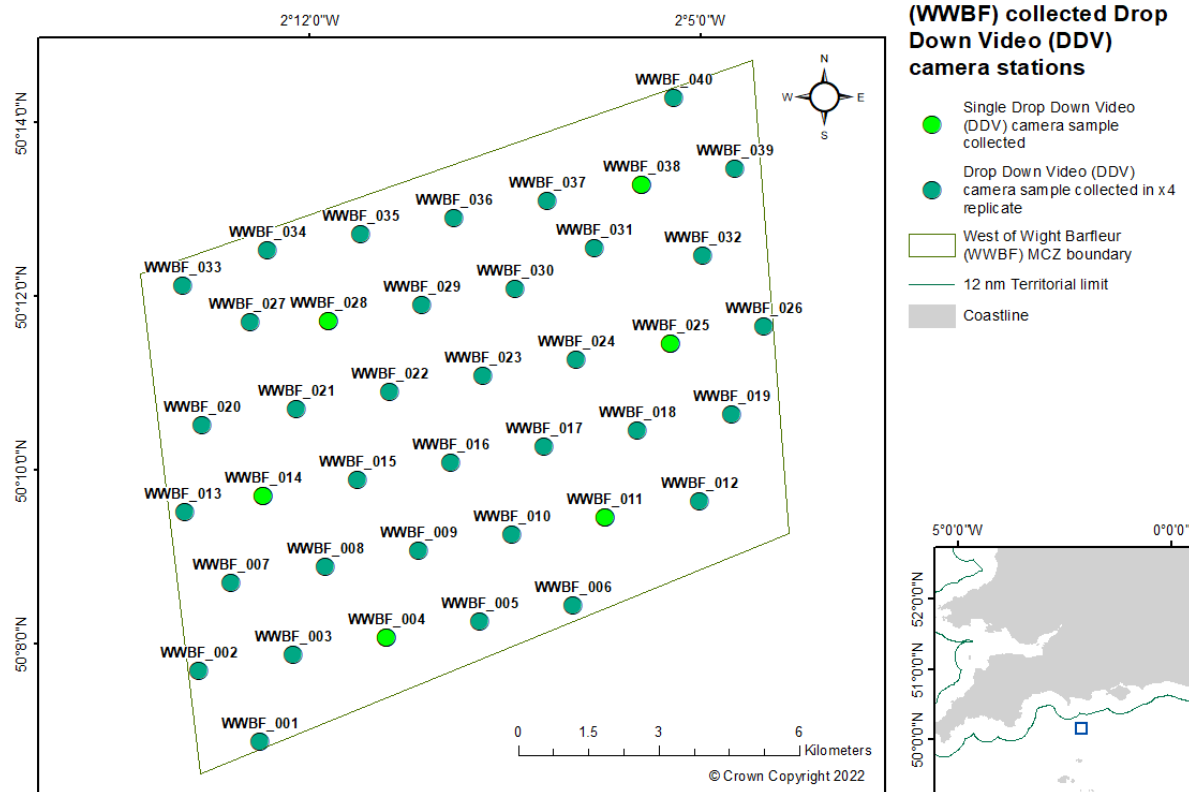 2°12'0"W
2°5'0"W
50°14'0"N
50°12'0"N
50°10'0"N
50°8'0"N
N
W
E
S
WWBF_040
WWBF_039
WWBF_038
WWBF_037
WWBF_036
WWBF_035
WWBF_034
WWBF_031
WWBF_032
WWBF_033
WWBF_030
WWBF_029
WWBF_027
WWBF_028
WWBF_026
WWBF_025
WWBF_024
WWBF_023
WWBF_022
WWBF_021
WWBF_020
WWBF_019
WWBF_018
WWBF_017
WWBF_016
WWBF_015
WWBF_014
WWBF_013
WWBF_012
WWBF_011
WWBF_010
WWBF_009
WWBF_008
WWBF_007
WWBF_006
WWBF_005
WWBF_004
WWBF_003
WWBF_002
WWBF_001
0 1.5 3 6
Kilometers
© Crown Copyright 2022
(WWBF) collected Drop
Down Video (DDV)
camera stations
Single Drop Down Video
(DDV) camera sample
collected
Drop Down Video (DDV)
camera sample collected in x4
replicate
West of Wight Barfleur
(WWBF) MCZ boundary
12 nm Territorial limit
Coastline
5°0'0"W
0°0'0"
52°0'0"N
51°0'0"N
50°0'0"N